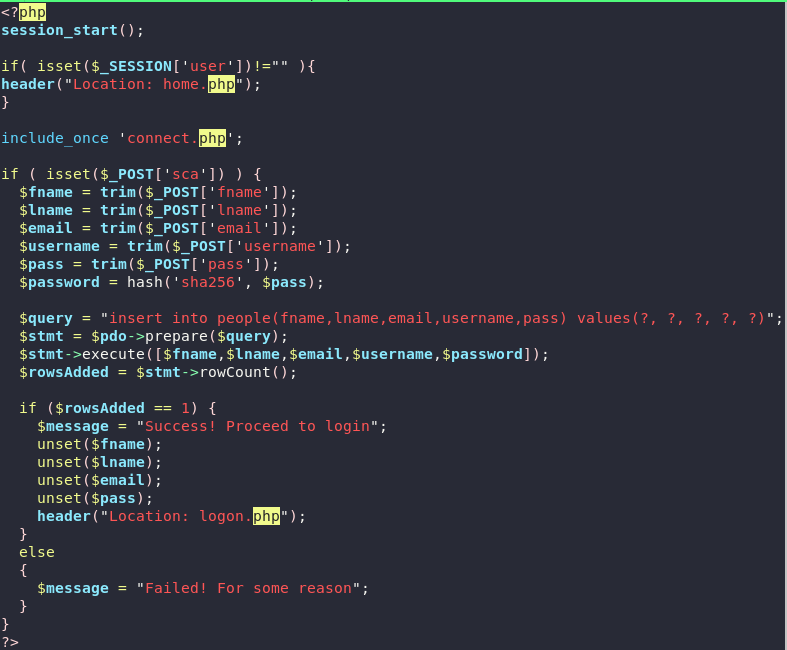 <?php
session_start();
if( isset($_SESSION['user'])!="" ){
header("Location: home.php");
}
include_once 'connect.php';
if ( isset($_POST['sca']) ) {
  $fname = trim($_POST['fname']);
  $lname = trim($_POST['lname']);
  $email = trim($_POST['email']);
  $username = trim($_POST['username']);
  $pass = trim($_POST['pass']);
  $password = hash('sha256', $pass);
  $query = "insert into people(fname,lname,email,username,pass) values(?, ?, ?, ?, ?)";
  $stmt = $pdo->prepare($query);
  $stmt->execute([$fname,$lname,$email,$username,$password]);
  $rowsAdded = $stmt->rowCount();
  if ($rowsAdded == 1) {
    $message = "Success! Proceed to login";
    unset($fname);
    unset($lname);
    unset($email);
    unset($pass);
    header("Location: logon.php");
  }
  else
  {
    $message = "Failed! For some reason";
  }
}
?>